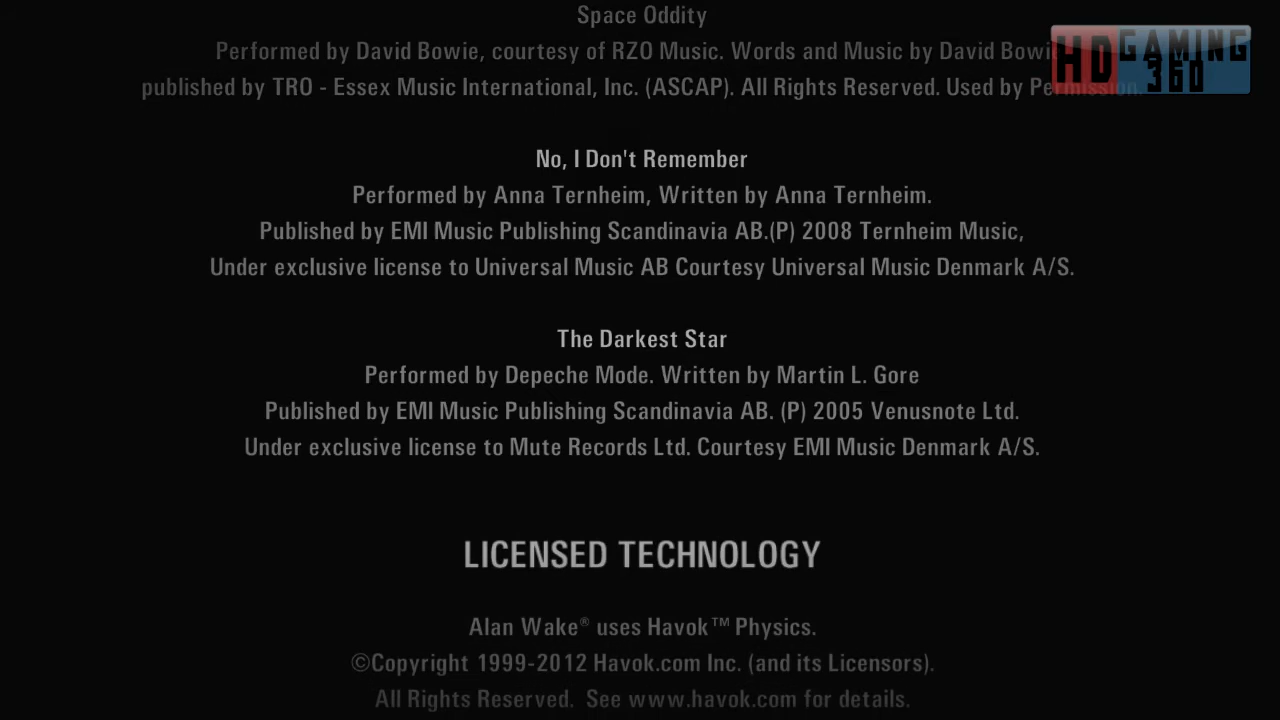 Space Oddity
Performed by David Bowie, courtesy of RZO Music. Words and Music by David Bowi
published by TRO - Essex Music International, Inc. (ASCAP). All Rights Reserved. Used by Permission.
HD GAMING 360
No, I Don't Remember
Performed by Anna Ternheim, Written by Anna Ternheim.
Published by EMI Music Publishing Scandinavia AB.(P) 2008 Ternheim Music,
Under exclusive license to Universal Music AB Courtesy Universal Music Denmark A/S.
The Darkest Star
Performed by Depeche Mode. Written by Martin L. Gore
Published by EMI Music Publishing Scandinavia AB. (P) 2005 Venusnote Ltd.
Under exclusive license to Mute Records Ltd. Courtesy EMI Music Denmark A/S.
LICENSED TECHNOLOGY
Alan Wake® uses Havok™ Physics.
©Copyright 1999-2012 Havok.com Inc. (and its Licensors).
All Rights Reserved. See www.havok.com for details.